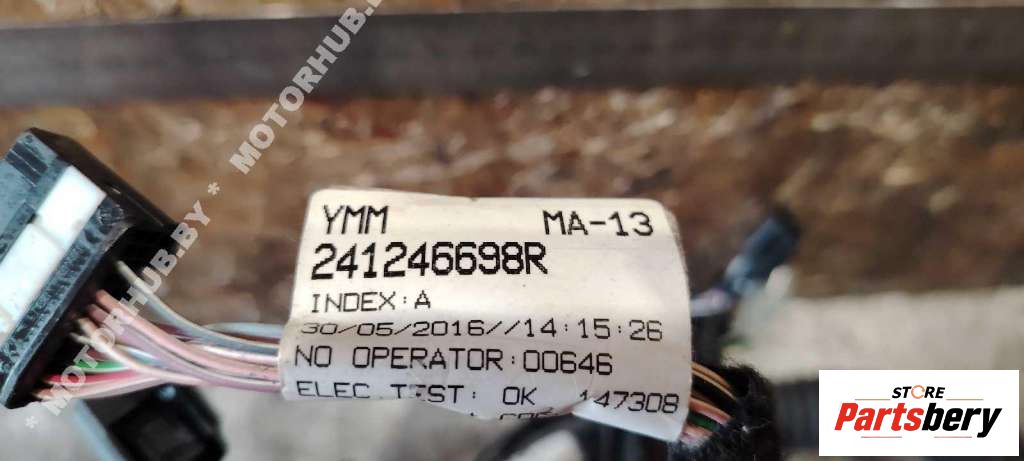 * MOTORHUB.BY * MOTORHUB.BY
YMM MA-13
241246698R
INDEX:A
30/05/2016//14:15:26
NO OPERATOR:00646
ELEC.TEST: OK 147308
STORE
Partsbery